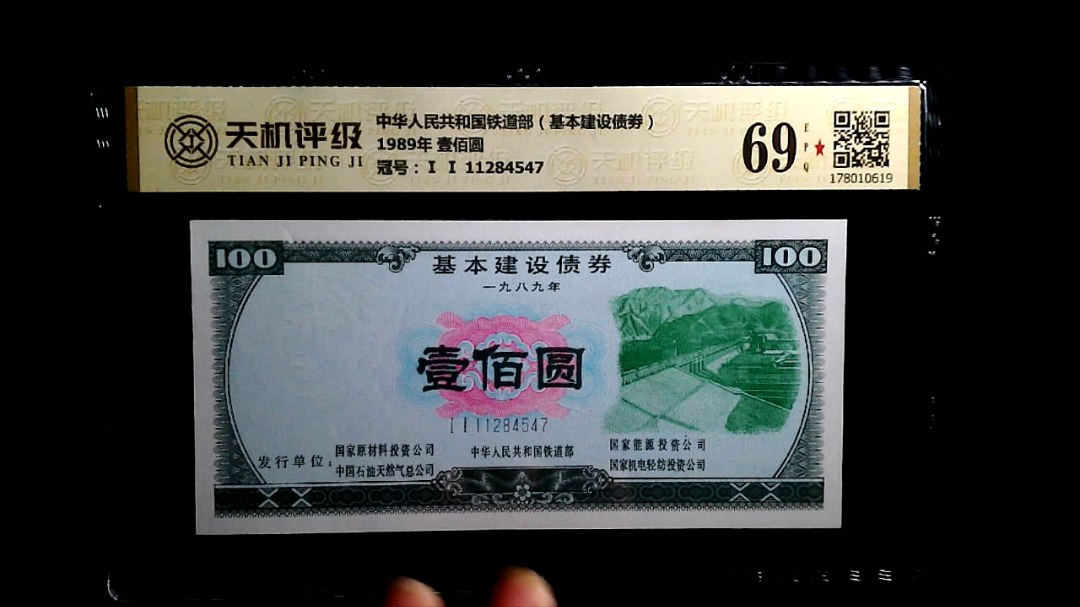 天机评级
TIAN JI PING JI
中华人民共和国铁道部（基本建设债券）
1989年 壹佰圆
冠号：I I 11284547
69
EPQ
178010619
100
100
基本建设债券
一九八九年
壹佰圆
I I 11284547
发行单位：
国家原材料投资公司
中国石油天然气总公司
中华人民共和国铁道部
国家能源投资公司
国家机电轻纺投资公司